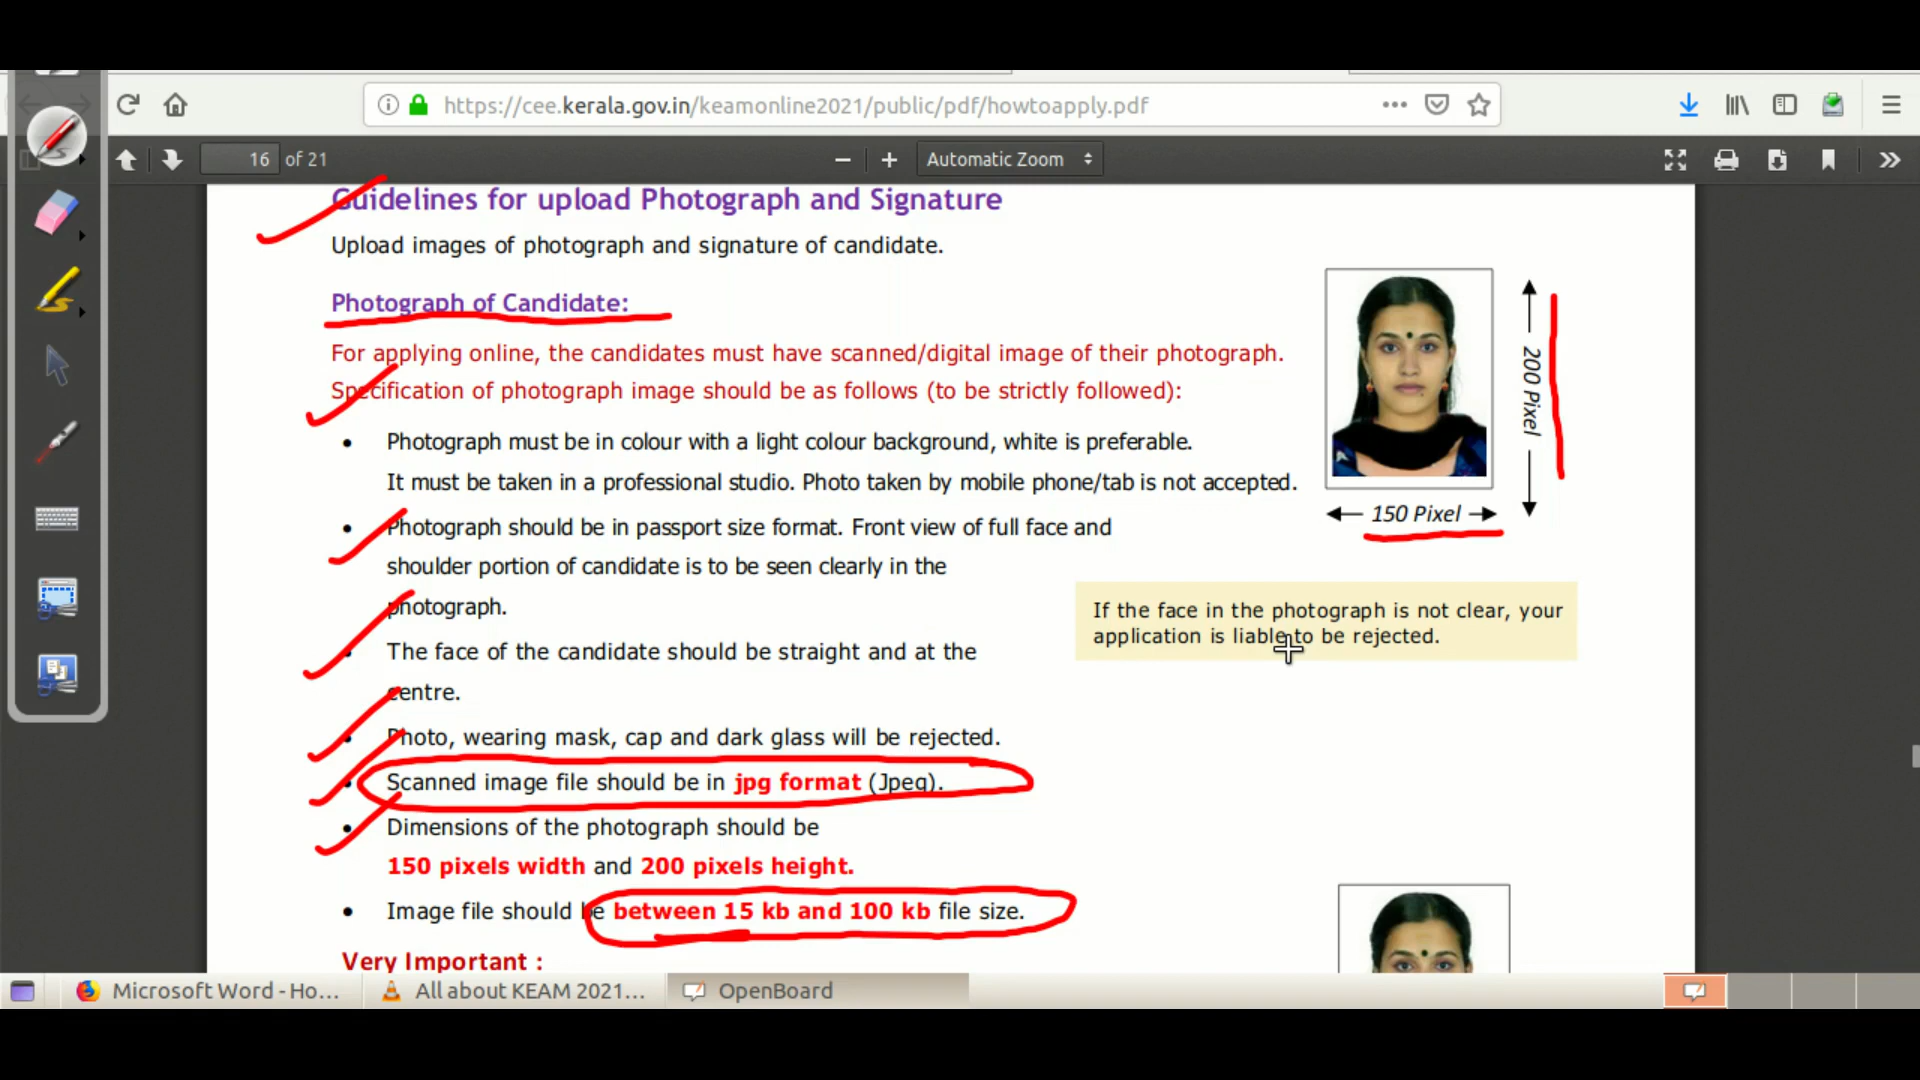 https://cee.kerala.gov.in/keamonline2021/public/pdf/howtoapply.pdf
16 of 21
Automatic Zoom
Guidelines for upload Photograph and Signature
Upload images of photograph and signature of candidate.
Photograph of Candidate:
For applying online, the candidates must have scanned/digital image of their photograph.
Specification of photograph image should be as follows (to be strictly followed):
• Photograph must be in colour with a light colour background, white is preferable.
It must be taken in a professional studio. Photo taken by mobile phone/tab is not accepted.
• Photograph should be in passport size format. Front view of full face and
shoulder portion of candidate is to be seen clearly in the
photograph.
• The face of the candidate should be straight and at the
centre.
• Photo, wearing mask, cap and dark glass will be rejected.
• Scanned image file should be in jpg format (Jpeg).
• Dimensions of the photograph should be
150 pixels width and 200 pixels height.
• Image file should be between 15 kb and 100 kb file size.
Very Important :
200 Pixel
150 Pixel
If the face in the photograph is not clear, your
application is liable to be rejected.
Microsoft Word - Ho...
All about KEAM 2021...
OpenBoard